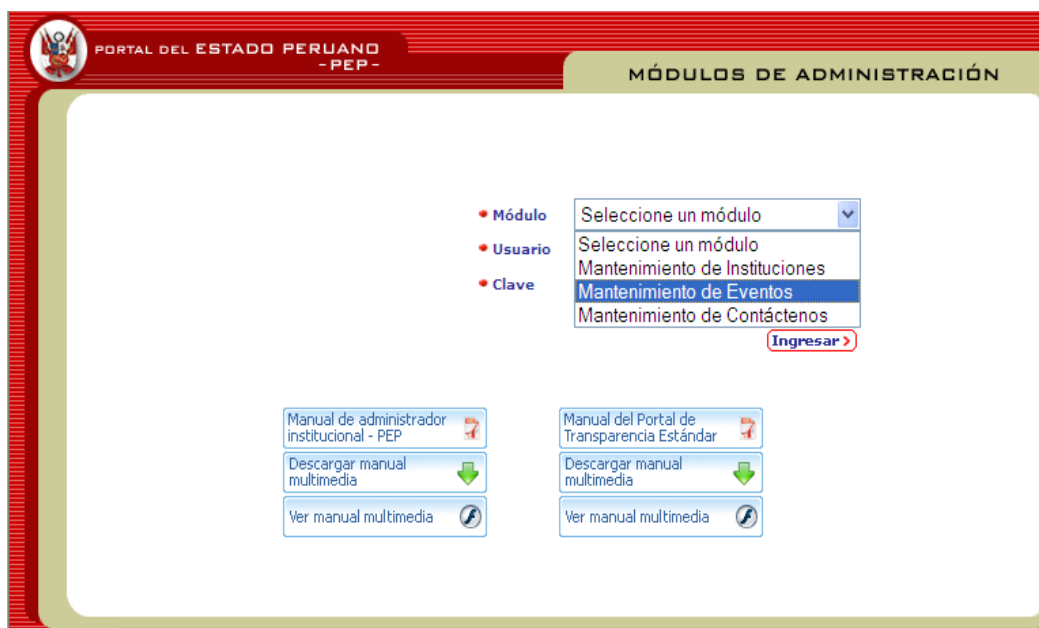 PORTAL DEL ESTADO PERUANO
-PEP-
MÓDULOS DE ADMINISTRACIÓN
Módulo
Seleccione un módulo
Usuario
Clave
Seleccione un módulo
Mantenimiento de Instituciones
Mantenimiento de Eventos
Mantenimiento de Contáctenos
Ingresar >
Manual de administrador
institucional - PEP
Descargar manual
multimedia
Ver manual multimedia
Manual del Portal de
Transparencia Estándar
Descargar manual
multimedia
Ver manual multimedia